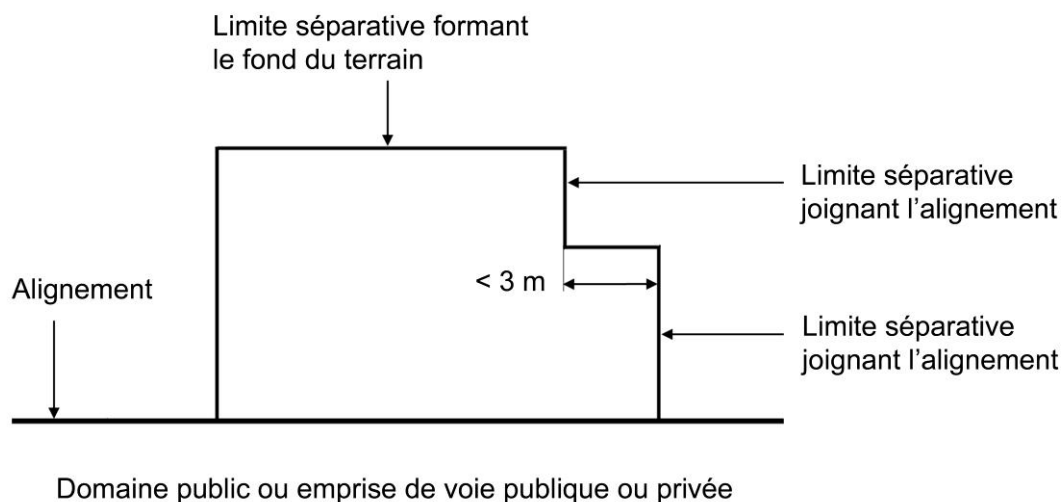 Limite séparative formant
le fond du terrain
Limite séparative
joignant l'alignement
< 3 m
Alignement
Limite séparative
joignant l'alignement
Domaine public ou emprise de voie publique ou privée